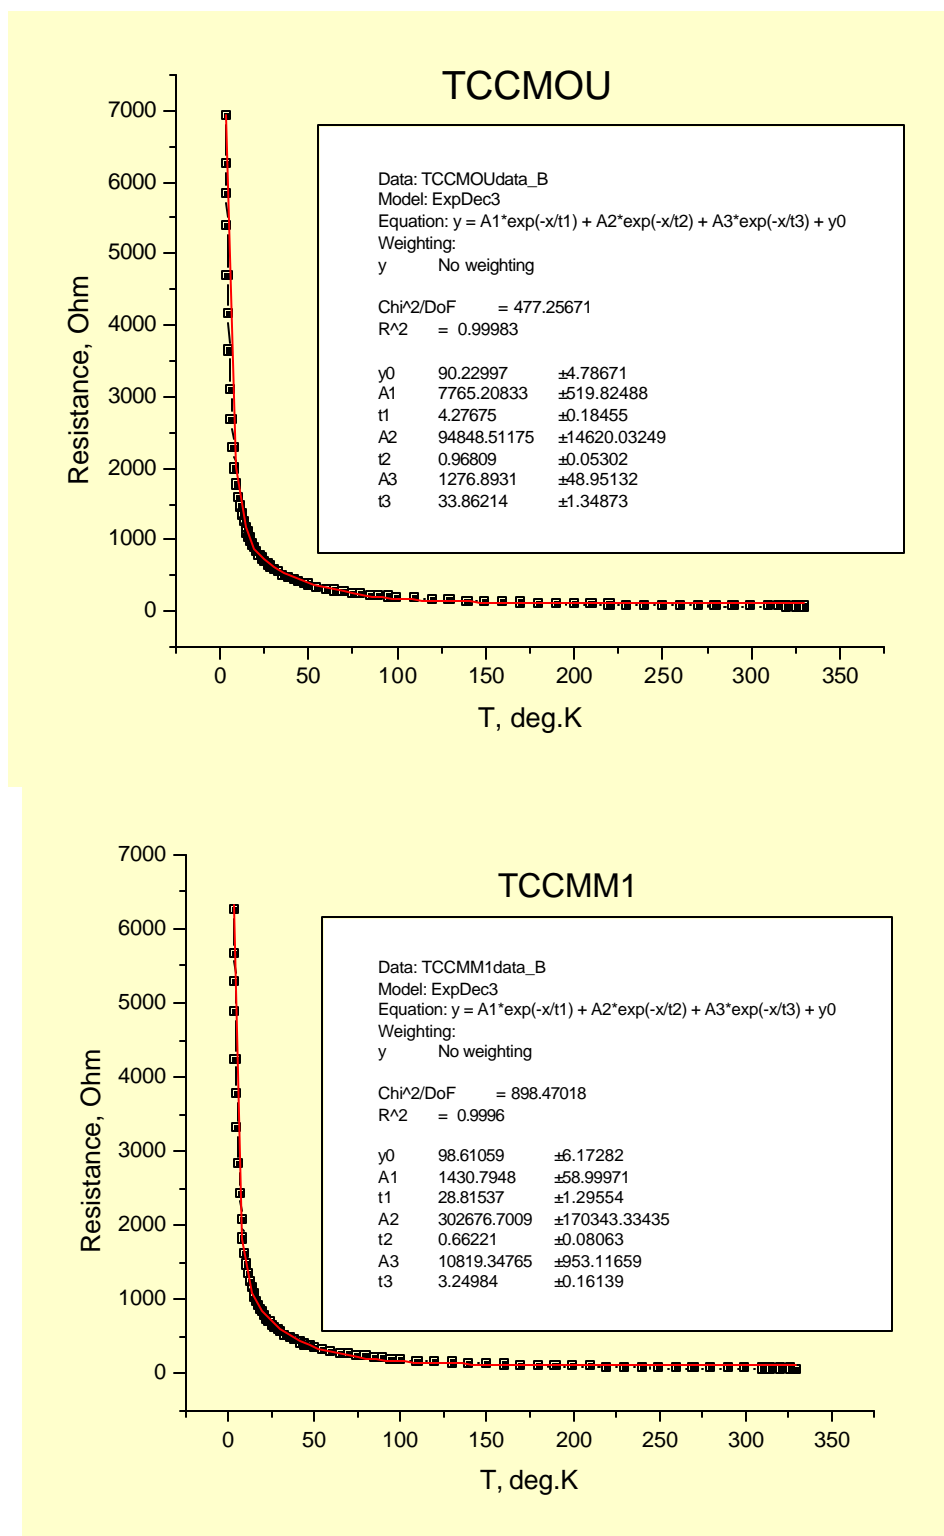 TCCMOU
7000
6000
5000
4000
3000
2000
1000
0
Resistance, Ohm
Data: TCCMOUdata_B
Model: ExpDec3
Equation: y = A1*exp(-x/t1) + A2*exp(-x/t2) + A3*exp(-x/t3) + y0
Weighting:
y No weighting
Chi^2/DoF = 477.25671
R^2 = 0.99983
y0 90.22997 ±4.78671
A1 7765.20833 ±519.82488
t1 4.27675 ±0.18455
A2 94848.51175 ±14620.03249
t2 0.96809 ±0.05302
A3 1276.8931 ±48.95132
t3 33.86214 ±1.34873
0 50 100 150 200 250 300 350
T, deg.K
TCCMM1
7000
6000
5000
4000
3000
2000
1000
0
Resistance, Ohm
Data: TCCMM1data_B
Model: ExpDec3
Equation: y = A1*exp(-x/t1) + A2*exp(-x/t2) + A3*exp(-x/t3) + y0
Weighting:
y No weighting
Chi^2/DoF = 898.47018
R^2 = 0.9996
y0 98.61059 ±6.17282
A1 1430.7948 ±58.99971
t1 28.81537 ±1.29554
A2 302676.7009 ±170343.33435
t2 0.66221 ±0.08063
A3 10819.34765 ±953.11659
t3 3.24984 ±0.16139
0 50 100 150 200 250 300 350
T, deg.K